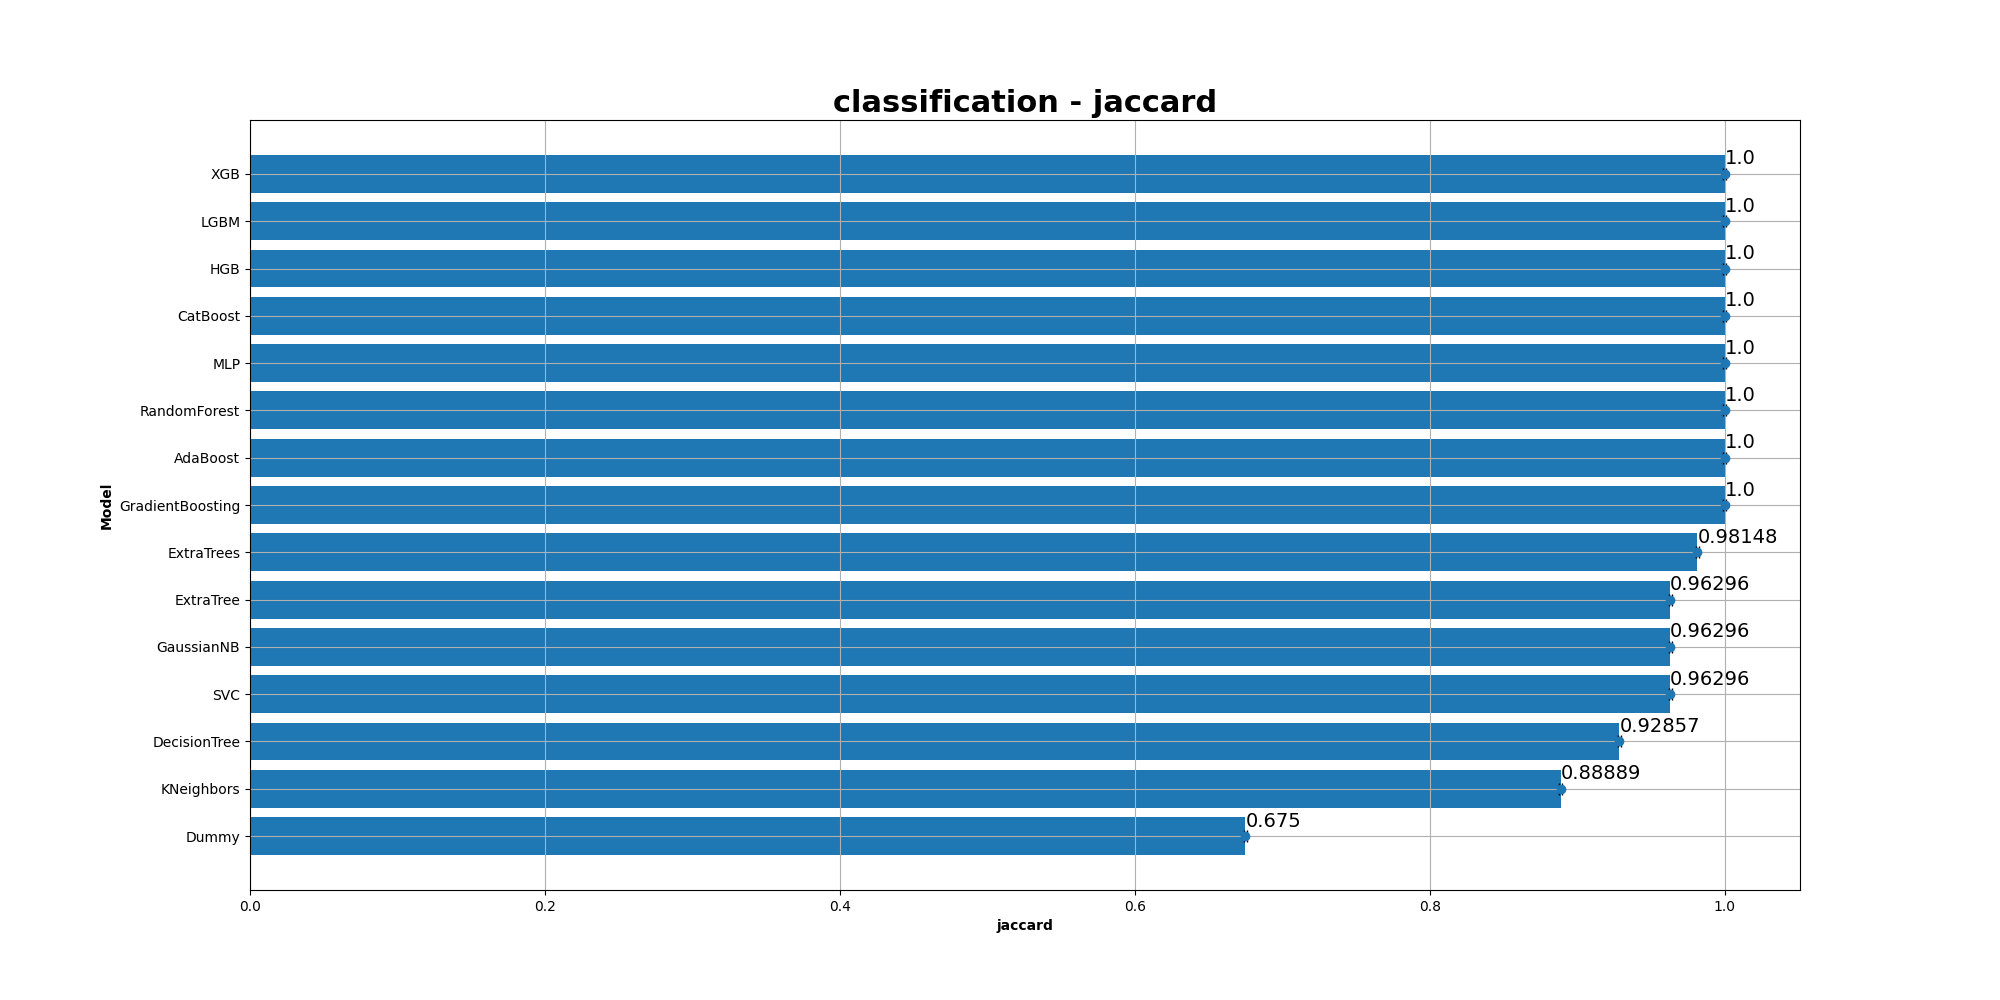 classification - jaccard
Model
XGB 1.0
LGBM 1.0
HGB 1.0
CatBoost 1.0
MLP 1.0
RandomForest 1.0
AdaBoost 1.0
GradientBoosting 1.0
ExtraTrees 0.98148
ExtraTree 0.96296
GaussianNB 0.96296
SVC 0.96296
DecisionTree 0.92857
KNeighbors 0.88889
Dummy 0.675
0.0 0.2 0.4 0.6 0.8 1.0
jaccard